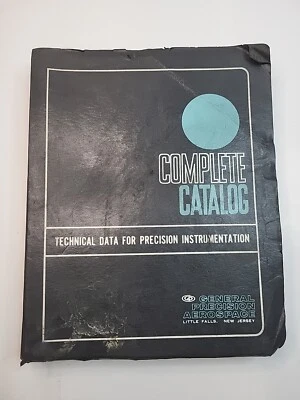 COMPLETE
CATALOG
TECHNICAL DATA FOR PRECISION INSTRUMENTATION
GENERAL
PRECISION
AEROSPACE
LITTLE FALLS, NEW JERSEY